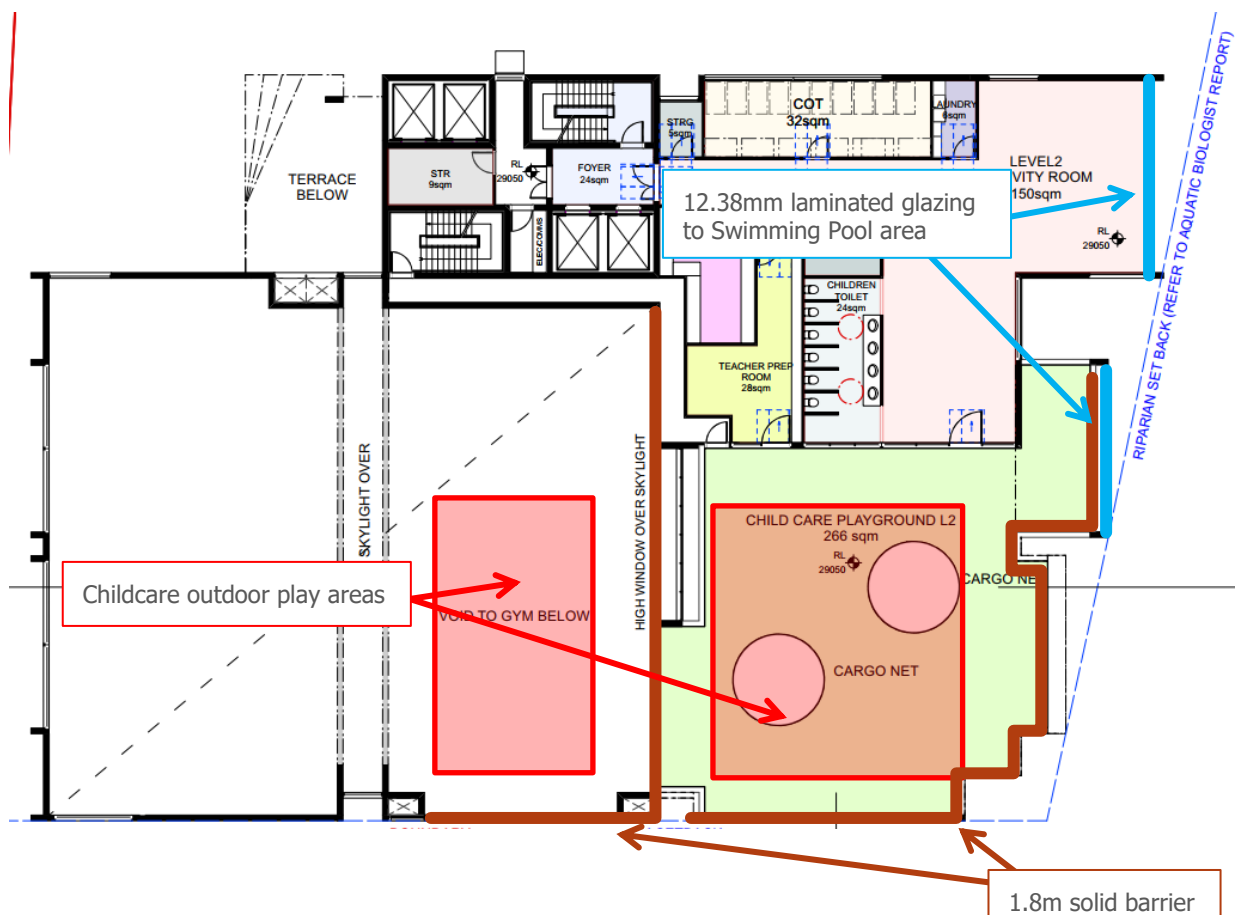 COT
32sqm
AUNDRY
6sqm
STRG
5sqm
RIPARIAN SET BACK (REFER TO AQUATIC BIOLOGIST REPORT)
TERRACE
BELOW
STR
9sqm
RL
29050
FOYER
24sqm
LEVEL2
VITY ROOM
150sqm
12.38mm laminated glazing
to Swimming Pool area
RL
29050
ELEC/COMMS
CHILDREN
TOILET
24sqm
TEACHER PREP
ROOM
28sqm
SKYLIGHT OVER
HIGH WINDOW OVER SKYLIGHT
CHILD CARE PLAYGROUND L2
266 sqm
RL
29050
CARGO NE
Childcare outdoor play areas
VOID TO GYM BELOW
CARGO NET
1.8m solid barrier